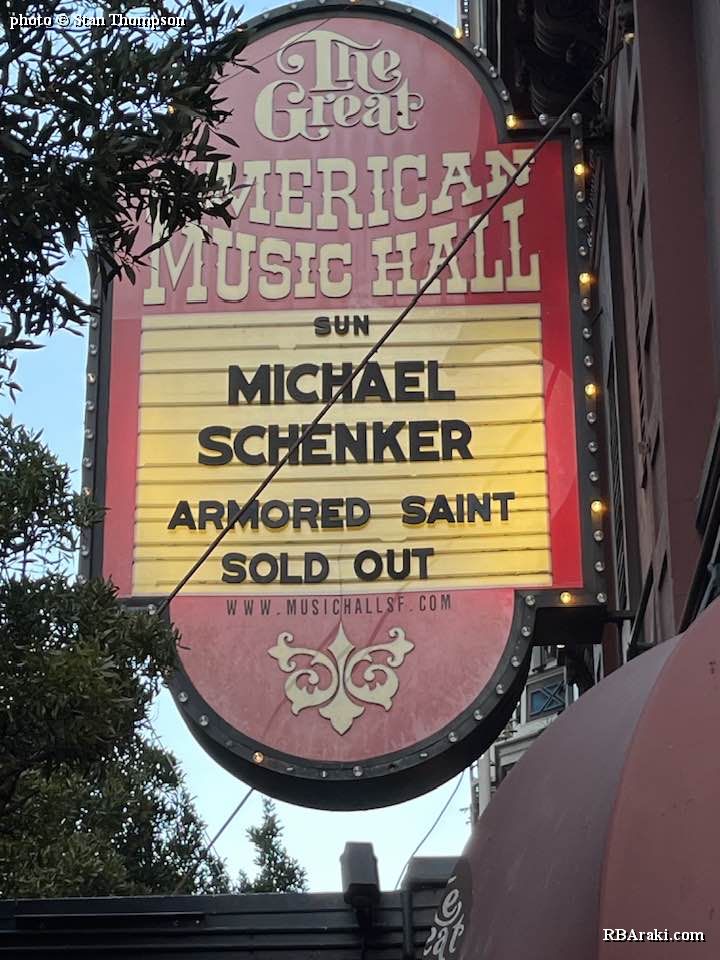 photo © Stan Thompson
The
Great
AMERICAN
MUSIC HALL
SUN
MICHAEL
SCHENKER
ARMORED SAINT
SOLD OUT
WWW.MUSICHALLSF.COM
RBAraki.com